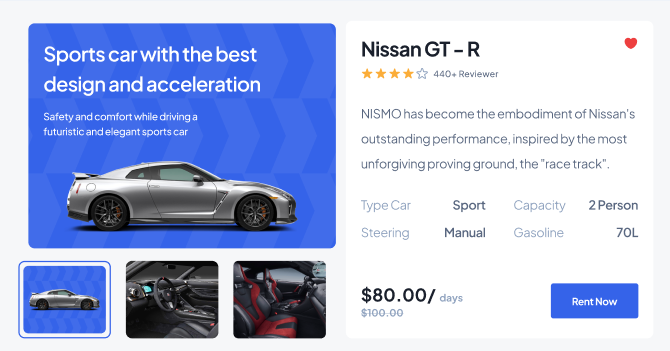 Sports car with the best
design and acceleration
Safety and comfort while driving a
futuristic and elegant sports car
Nissan GT - R
440+ Reviewer
NISMO has become the embodiment of Nissan's
outstanding performance, inspired by the most
unforgiving proving ground, the "race track".
Type Car Sport Capacity 2 Person
Steering Manual Gasoline 70L
$80.00/ days
$100.00
Rent Now